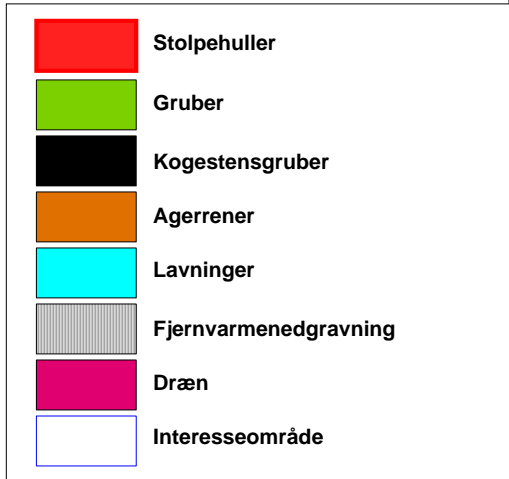 Stolpehuller
Gruber
Kogestensgruber
Agerrener
Lavninger
Fjernvarmenedgravning
Dræn
Interesseområde